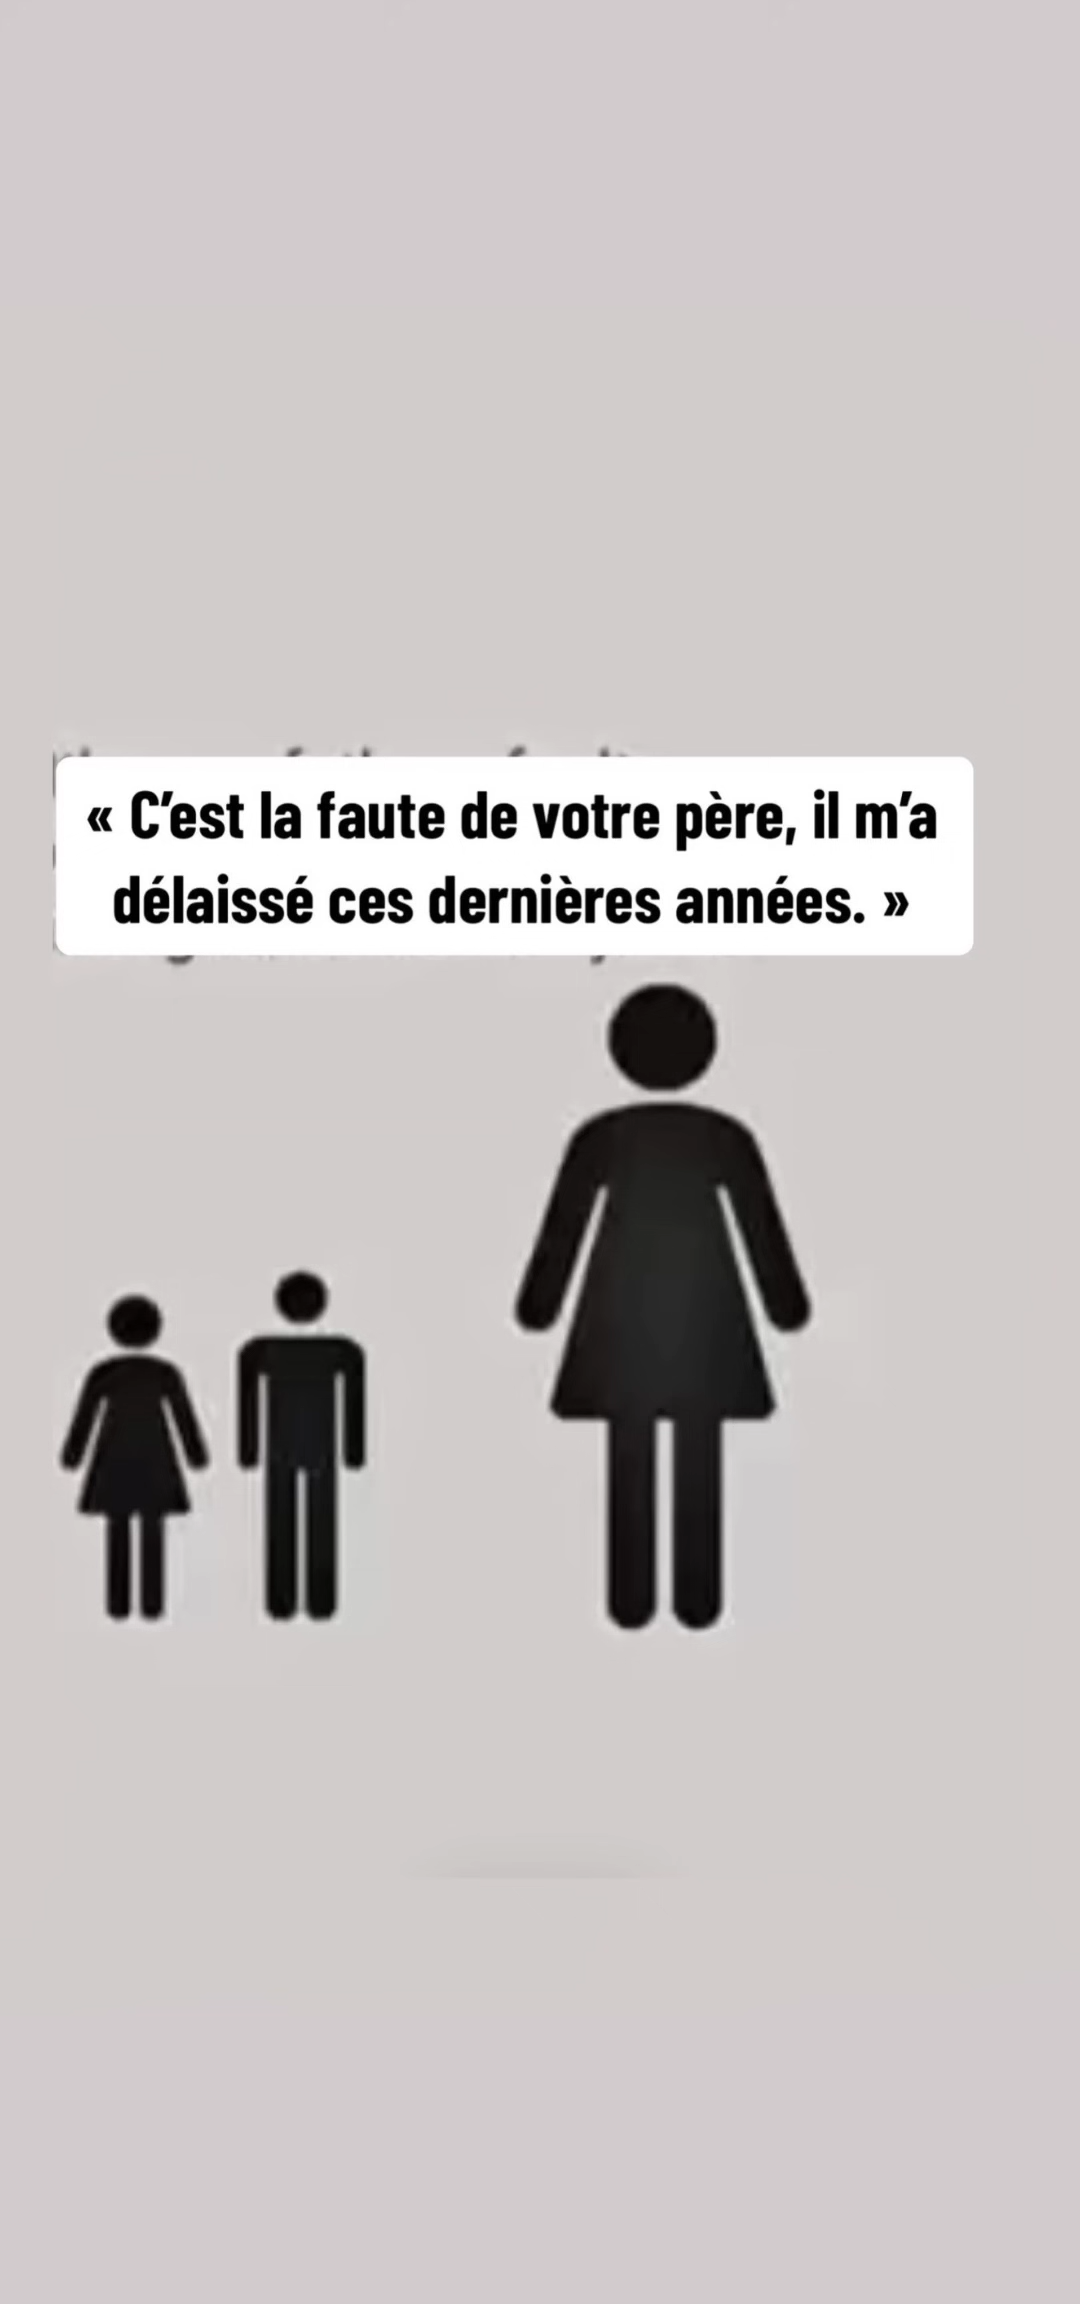 « C’est la faute de votre père, il m’a
délaissé ces dernières années. »